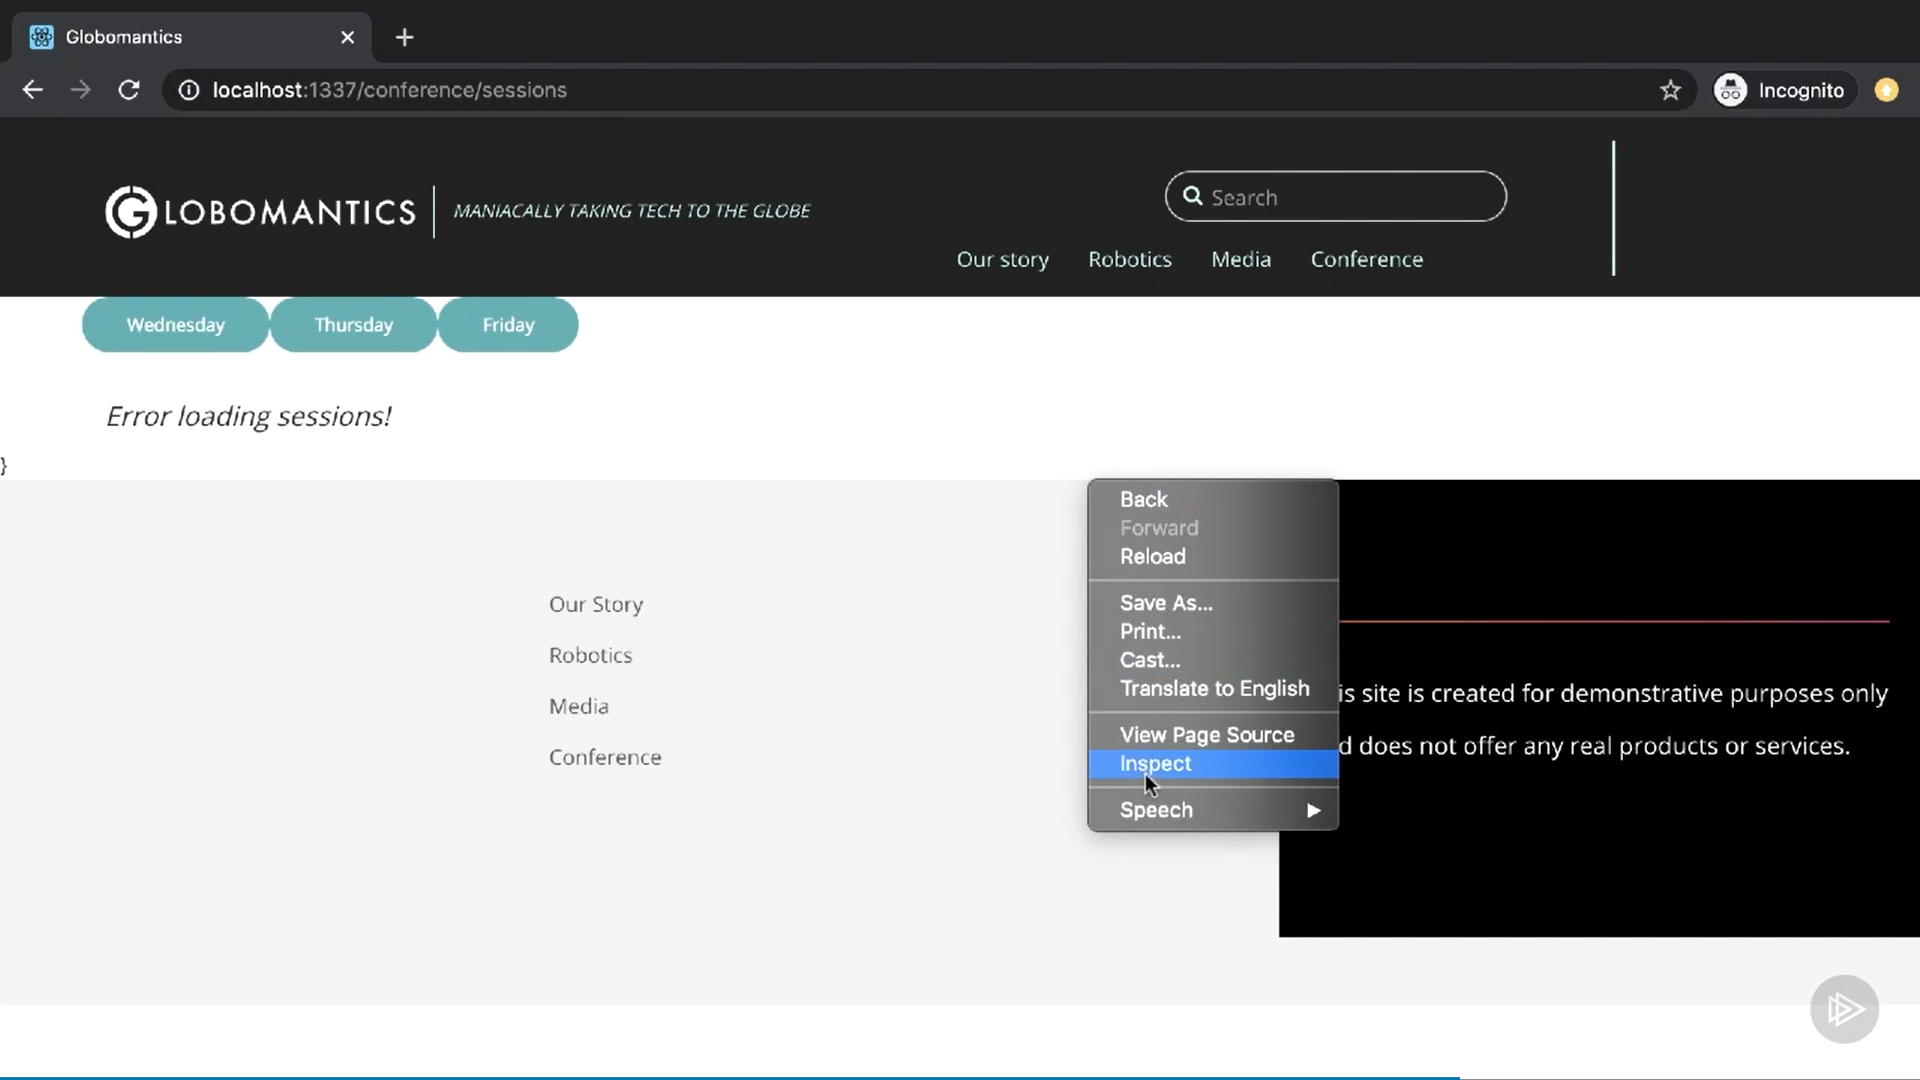 Globomantics
localhost:1337/conference/sessions
Incognito
GLOBOMANTICS
MANIACALLY TAKING TECH TO THE GLOBE
Search
Our story Robotics Media Conference
Wednesday Thursday Friday
Error loading sessions!
}
Back
Forward
Reload
Save As...
Print...
Cast...
Translate to English
View Page Source
Inspect
Speech
Our Story
Robotics
Media
Conference
is site is created for demonstrative purposes only
d does not offer any real products or services.